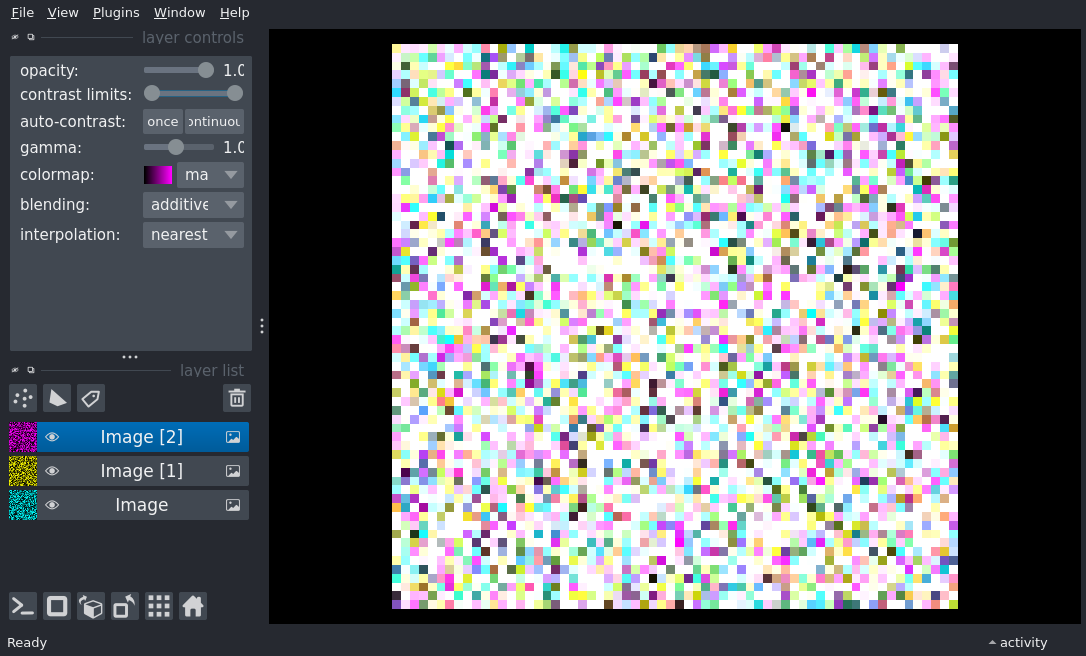 File View Plugins Window Help
layer controls
opacity: 1.0
contrast limits:
auto-contrast: once ontinuou
gamma: 1.0
colormap: ma
blending: additive
interpolation: nearest
layer list
Image [2]
Image [1]
Image
Ready activity